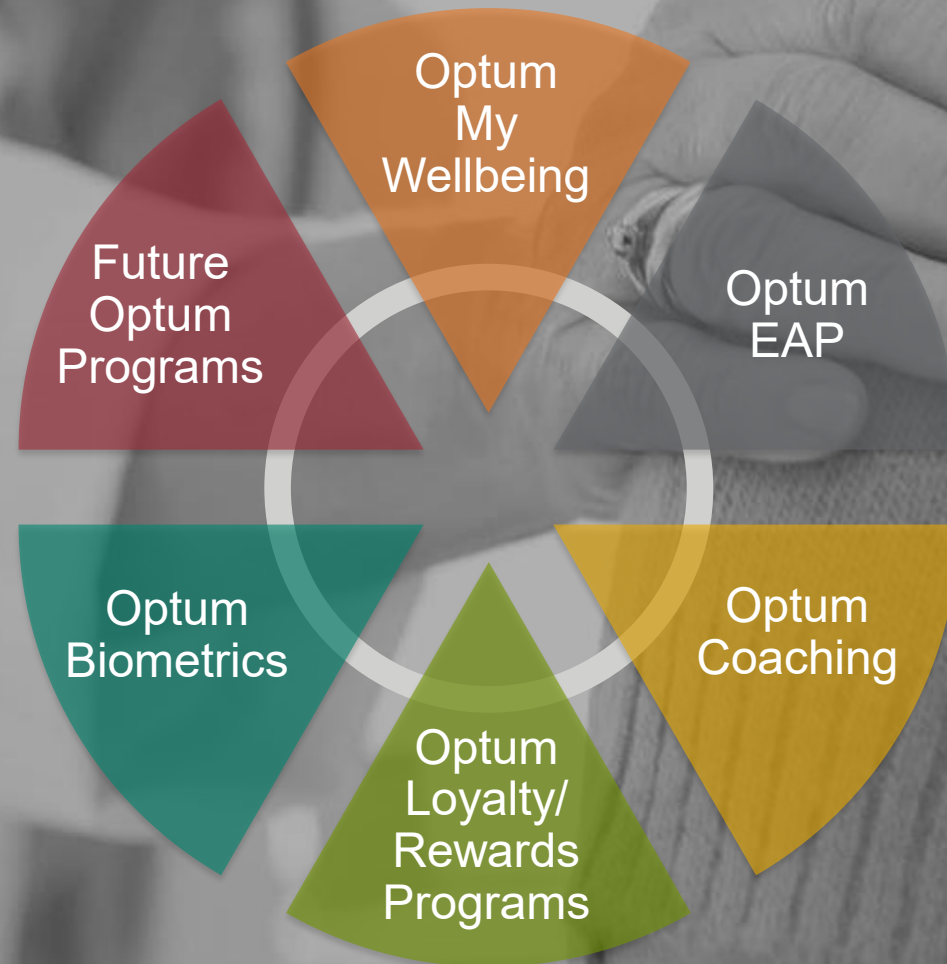 Optum
My
Wellbeing
Optum
EAP
Optum
Coaching
Optum
Loyalty/
Rewards
Programs
Optum
Biometrics
Future
Optum
Programs